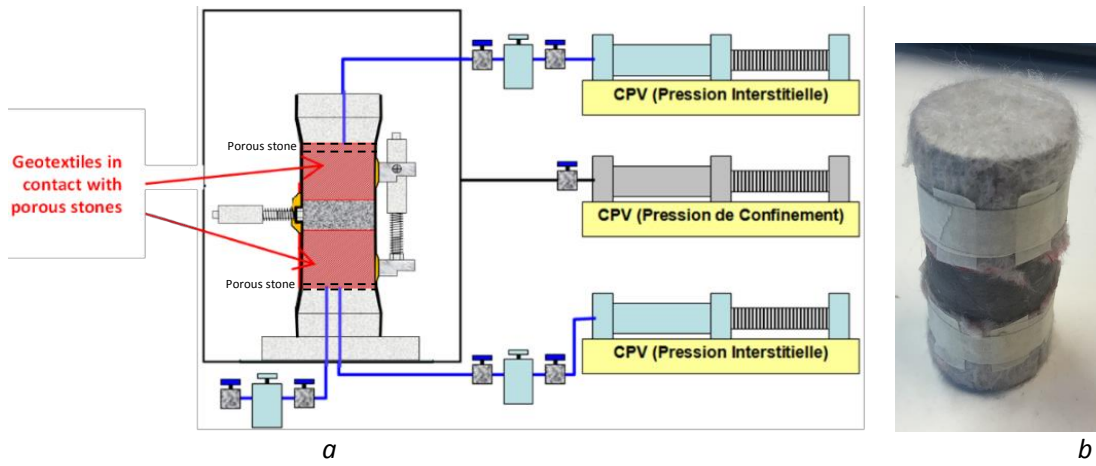 CPV (Pression Interstitielle)
Porous stone
Geotextiles in
contact with
porous stones
CPV (Pression de Confinement)
Porous stone
CPV (Pression Interstitielle)
a
b